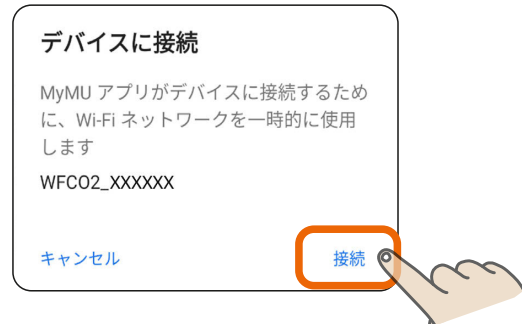 デバイスに接続
MyMU アプリがデバイスに接続するため
に、Wi-Fi ネットワークを一時的に使用
します
WFC02_XXXXXX
キャンセル
接続